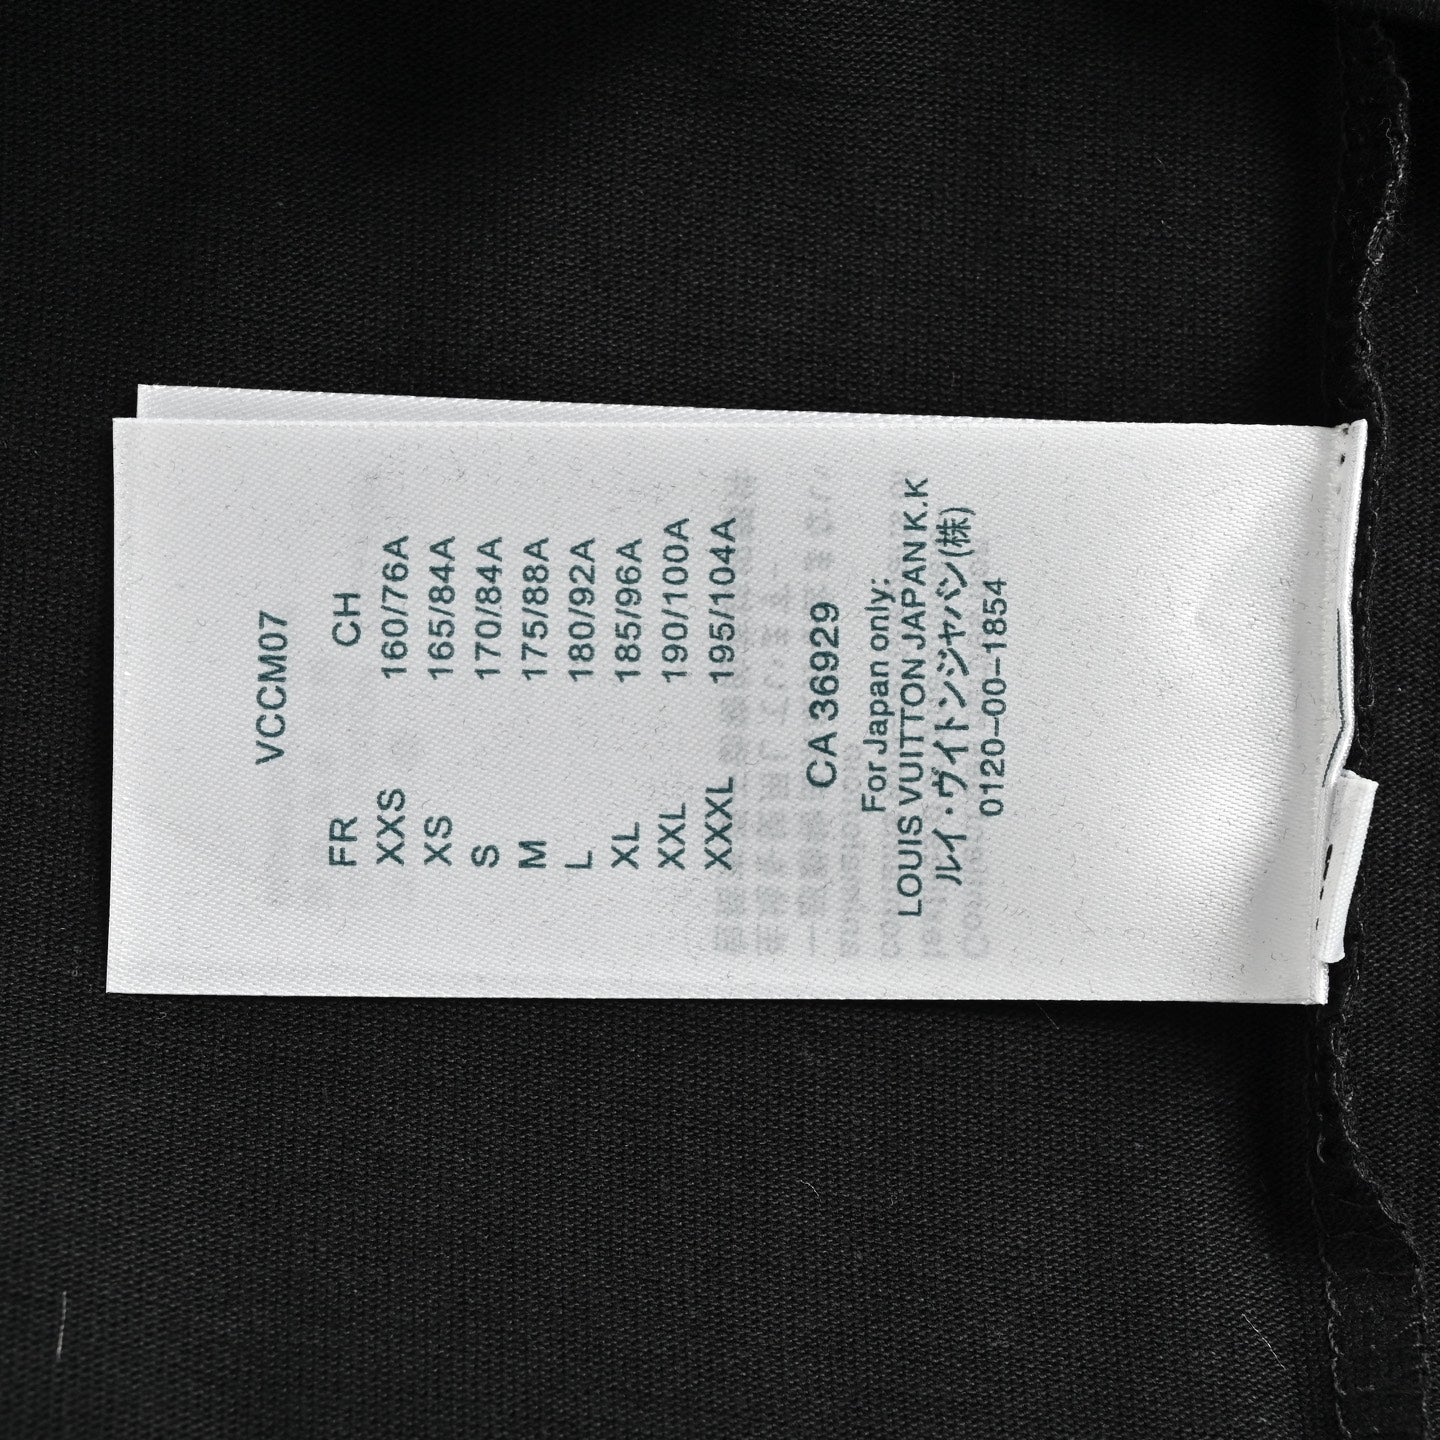 VCCM07
FR CH
XXS 160/76A
XS 165/84A
S 170/84A
M 175/88A
L 180/92A
XL 185/96A
XXL 190/100A
XXXL 195/104A
CA 36929
For Japan only:
LOUIS VUITTON JAPAN K.K
ルイ・ヴィトンジャパン(株)
0120-00-1854